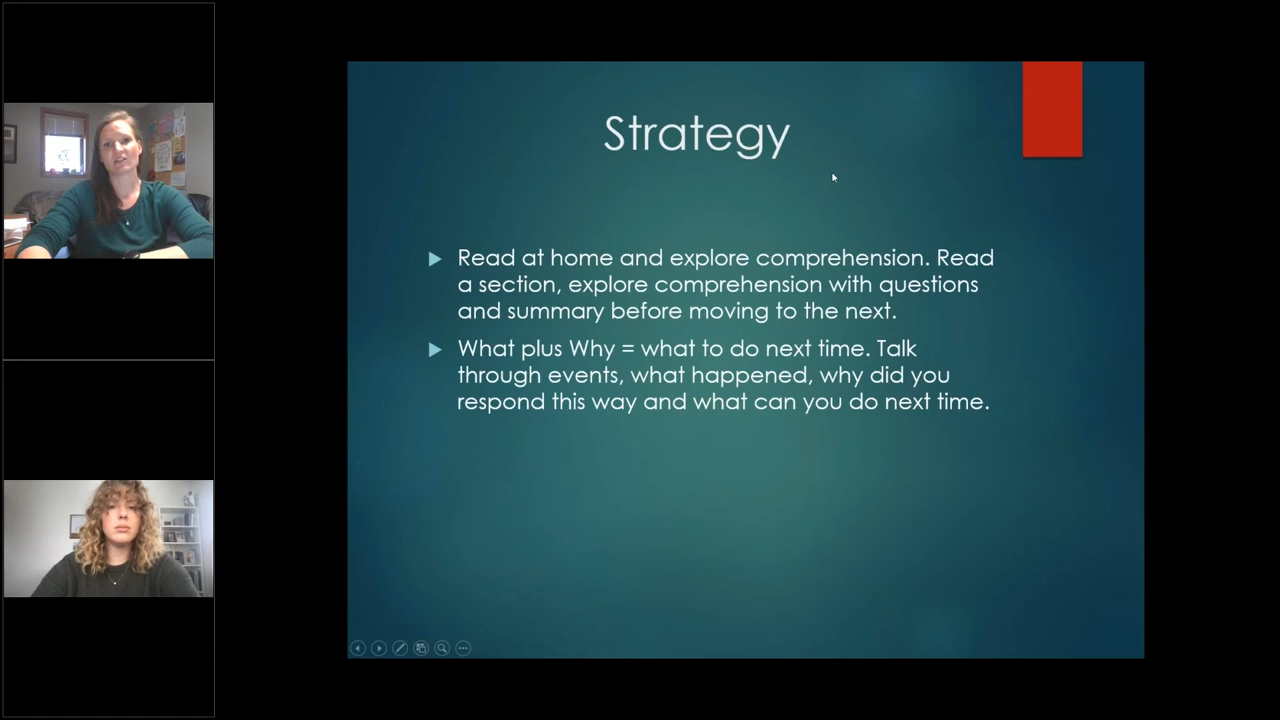 Strategy
Read at home and explore comprehension. Read
a section, explore comprehension with questions
and summary before moving to the next.
What plus Why = what to do next time. Talk
through events, what happened, why did you
respond this way and what can you do next time.